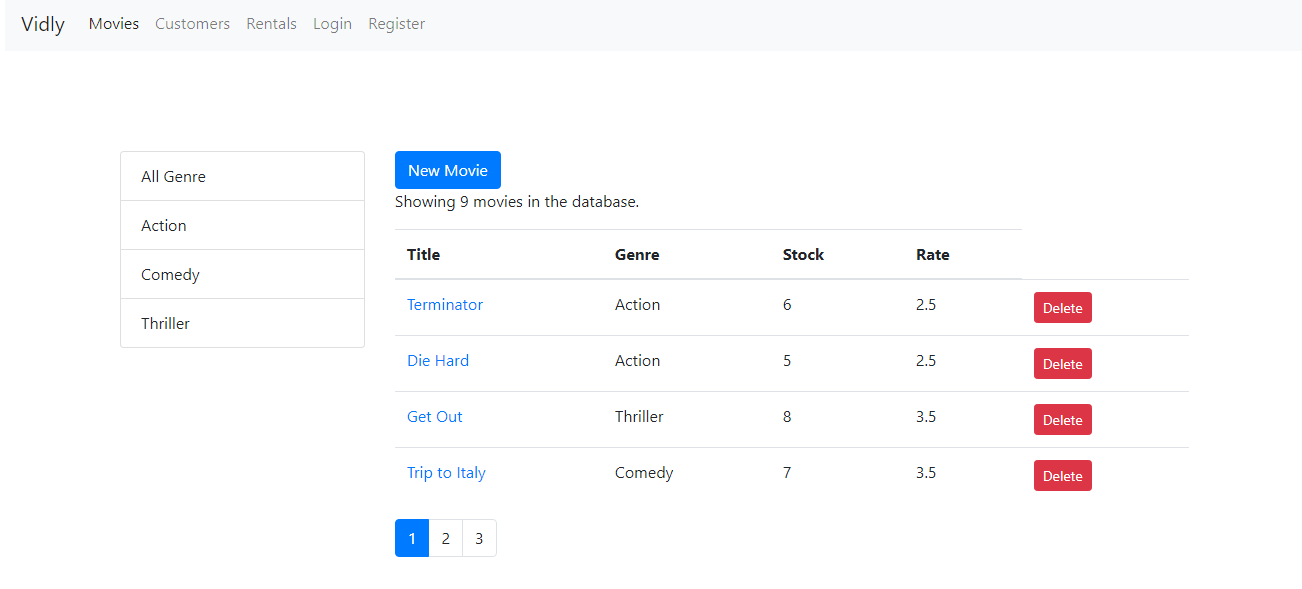 Vidly Movies Customers Rentals Login Register
All Genre
Action
Comedy
Thriller
New Movie
Showing 9 movies in the database.
Title Genre Stock Rate
Terminator Action 6 2.5 Delete
Die Hard Action 5 2.5 Delete
Get Out Thriller 8 3.5 Delete
Trip to Italy Comedy 7 3.5 Delete
1 2 3